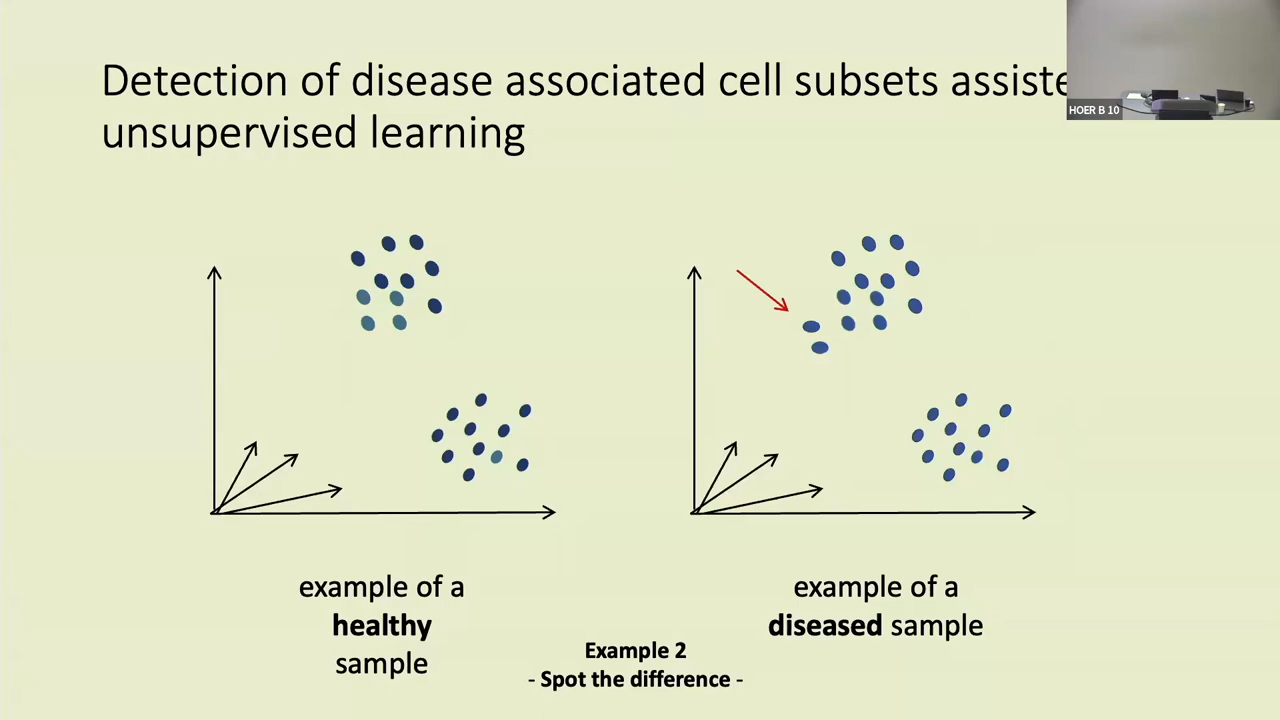 Detection of disease associated cell subsets assiste
unsupervised learning
HOER B 10
example of a
healthy
sample
example of a
diseased sample
Example 2
- Spot the difference -